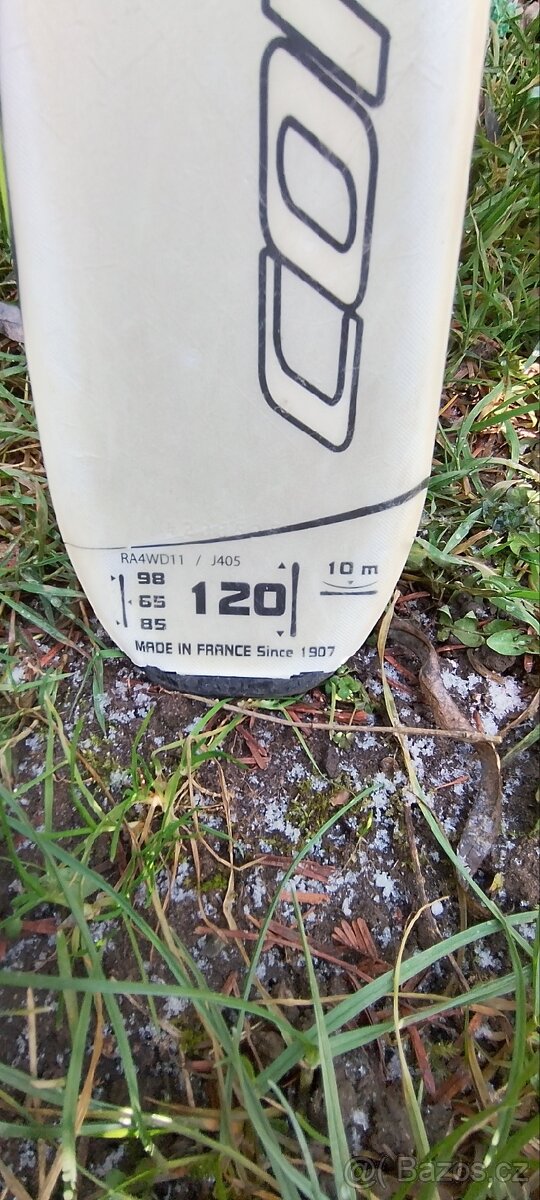 RA4WD11 / J405
98
65
85
120
10 m
MADE IN FRANCE Since 1907
@ Bazos.cz